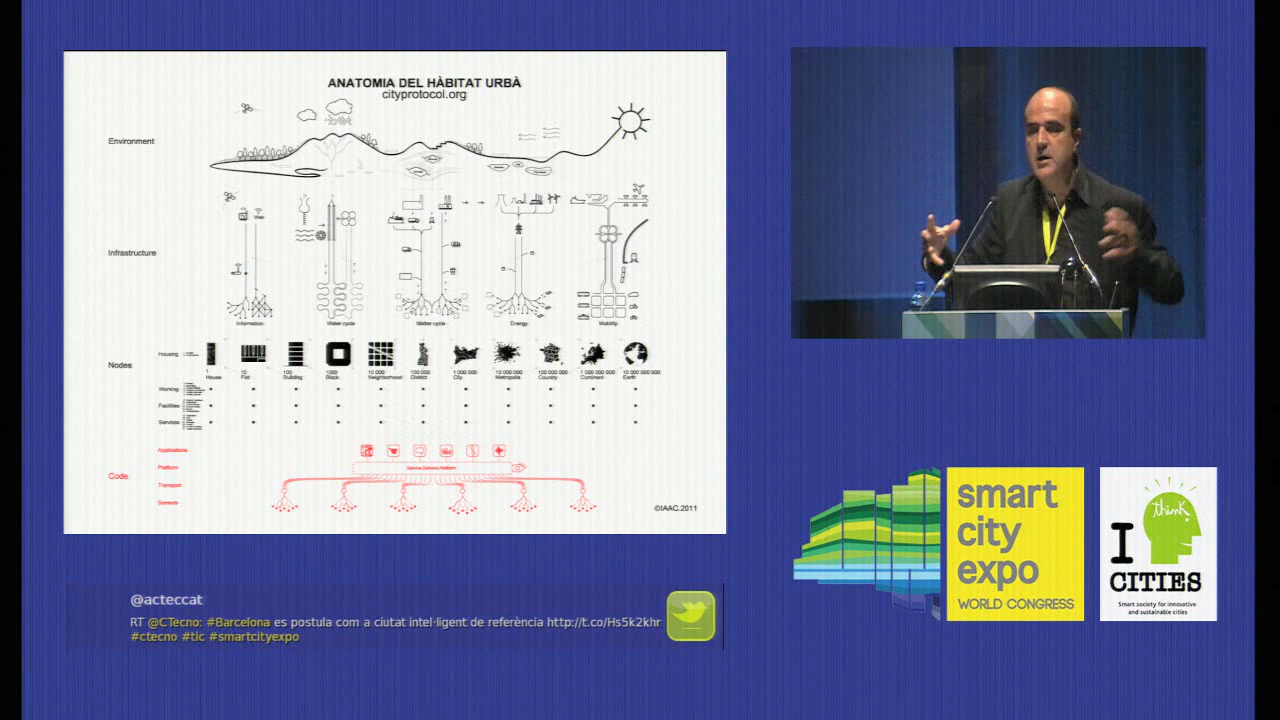 ANATOMIA DEL HÀBITAT URBÀ
cityprotocol.org
Environment
Web
Infrastructure
Information
Water cycle
Matter cycle
Energy
Mobility
Nodes
Housing
1
10
100
1000
10 000
100 000
1 000 000
10 000 000
100 000 000
1 000 000 000
10 000 000 000
House
Flat
Building
Block
Neighborhood
District
City
Metropolis
Country
Continent
Earth
Working
Facilities
Services
Code
Applications
Platform
Service Delivery Platform
Transport
Sensors
©IAAC.2011
@acteccat
RT @CTecno: #Barcelona es postula com a ciutat intel·ligent de referència http://t.co/Hs5k2khr
#ctecno #tic #smartcityexpo
smart
city
expo
WORLD CONGRESS
think
I
CITIES
Smart society for innovative
and sustainable cities